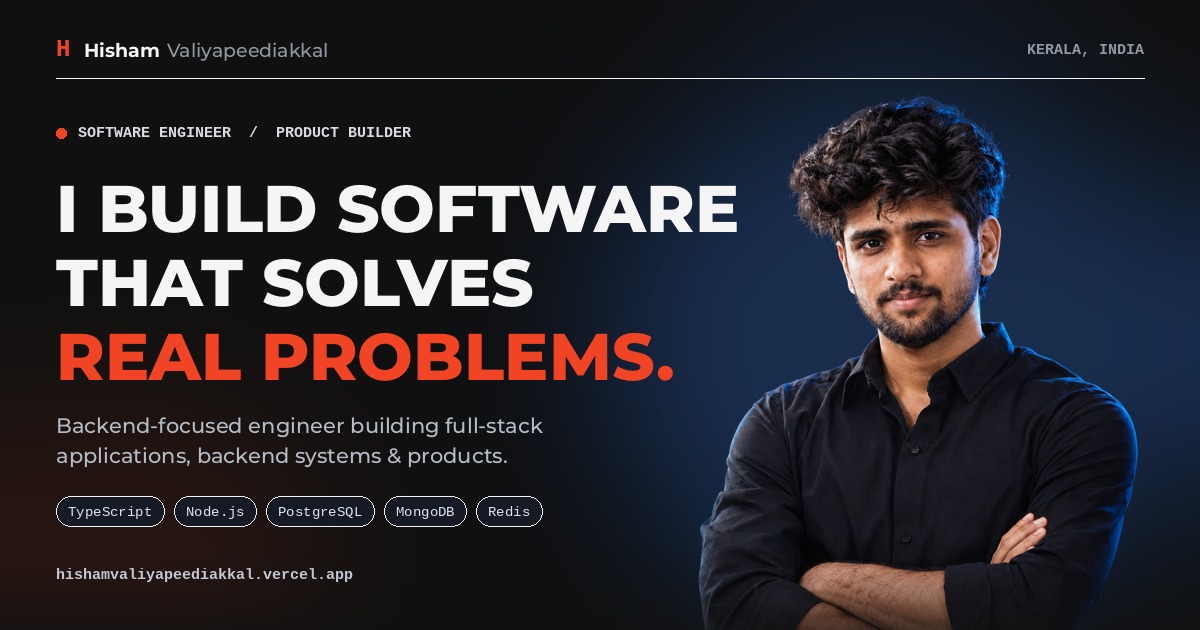 H Hisham Valiyapeediakkal
KERALA, INDIA
SOFTWARE ENGINEER / PRODUCT BUILDER
I BUILD SOFTWARE
THAT SOLVES
REAL PROBLEMS.
Backend-focused engineer building full-stack
applications, backend systems & products.
TypeScript Node.js PostgreSQL MongoDB Redis
hishamvaliyapeediakkal.vercel.app